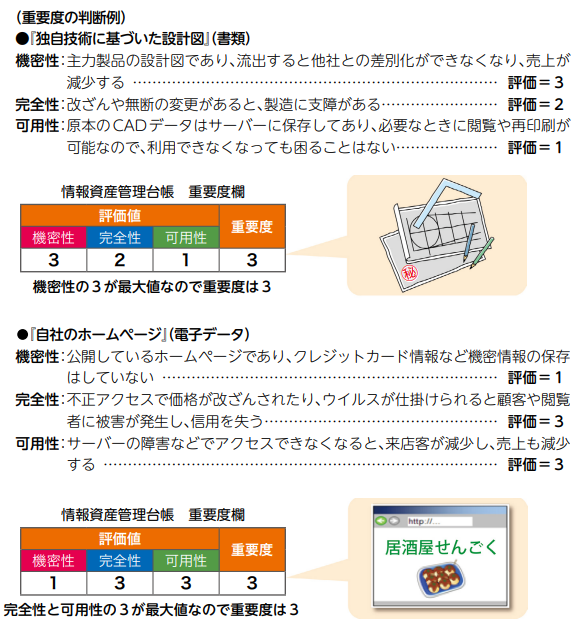 (重要度の判断例)
●『独自技術に基づいた設計図』(書類)
機密性：主力製品の設計図であり、流出すると他社との差別化ができなくなり、売上が
減少する ………………………………………………………… 評価＝3
完全性：改ざんや無断の変更があると、製造に支障がある………………… 評価＝2
可用性：原本のCADデータはサーバーに保存してあり、必要なときに閲覧や再印刷が
可能なので、利用できなくなっても困ることはない………………… 評価＝1
情報資産管理台帳　重要度欄
評価値 重要度
機密性 完全性 可用性
3 2 1 3
機密性の3が最大値なので重要度は3
秘
●『自社のホームページ』(電子データ)
機密性：公開しているホームページであり、クレジットカード情報など機密情報の保存
はしていない ……………………………………………………… 評価＝1
完全性：不正アクセスで価格が改ざんされたり、ウイルスが仕掛けられると顧客や閲覧
者に被害が発生し、信用を失う…………………………………… 評価＝3
可用性：サーバーの障害などでアクセスできなくなると、来店客が減少し、売上も減少
する ……………………………………………………………… 評価＝3
情報資産管理台帳　重要度欄
評価値 重要度
機密性 完全性 可用性
1 3 3 3
完全性と可用性の3が最大値なので重要度は3
http://....
居酒屋せんごく